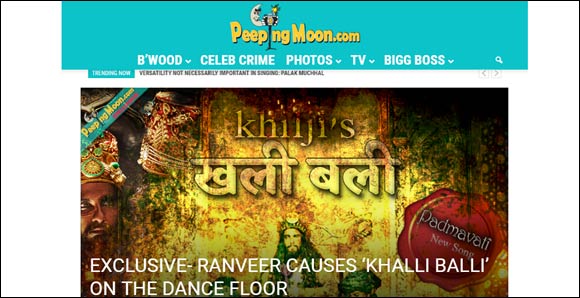 PeepingMoon.com
B'WOOD CELEB CRIME PHOTOS TV BIGG BOSS
TRENDING NOW VERSATILITY NOT NECESSARILY IMPORTANT IN SINGING: PALAK MUCHHAL
PeepingMoon.com
khilji's
खली बली
Padmavati
New Song
EXCLUSIVE- RANVEER CAUSES ‘KHALLI BALLI’
ON THE DANCE FLOOR